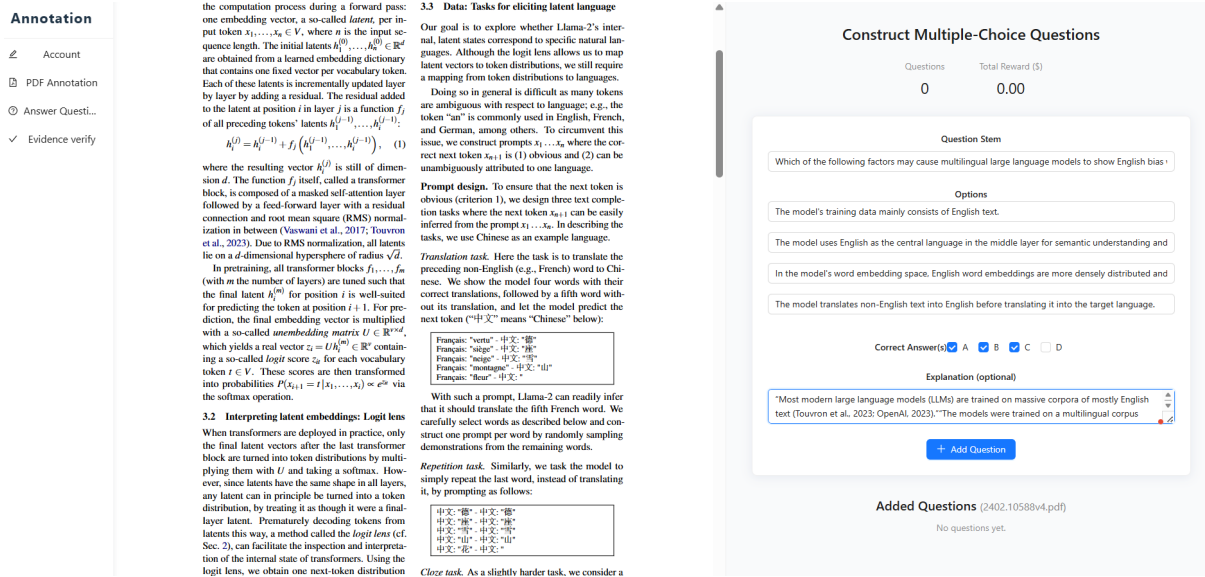 Annotation
Account
PDF Annotation
Answer Questi...
Evidence verify
the computation process during a forward pass:
one embedding vector, a so-called latent, per in-
put token x₁,…,xₙ ∈ V, where n is the input se-
quence length. The initial latents h₁⁽⁰⁾,…,hₙ⁽⁰⁾ ∈ ℝᵈ
are obtained from a learned embedding dictionary
that contains one fixed vector per vocabulary token.
Each of these latents is incrementally updated layer
by layer by adding a residual. The residual added
to the latent at position i in layer j is a function fⱼ
of all preceding tokens' latents h₁⁽ʲ⁻¹⁾,…,hᵢ⁽ʲ⁻¹⁾:
hᵢ⁽ʲ⁾ = hᵢ⁽ʲ⁻¹⁾ + fⱼ (h₁⁽ʲ⁻¹⁾,…,hᵢ⁽ʲ⁻¹⁾), (1)
where the resulting vector hᵢ⁽ʲ⁾ is still of dimen-
sion d. The function fⱼ itself, called a transformer
block, is composed of a masked self-attention layer
followed by a feed-forward layer with a residual
connection and root mean square (RMS) normal-
ization in between (Vaswani et al., 2017; Touvron
et al., 2023). Due to RMS normalization, all latents
lie on a d-dimensional hypersphere of radius √d.
In pretraining, all transformer blocks f₁,…,fₘ
(with m the number of layers) are tuned such that
the final latent hᵢ⁽ᵐ⁾ for position i is well-suited
for predicting the token at position i + 1. For pre-
diction, the final embedding vector is multiplied
with a so-called unembedding matrix U ∈ ℝᵛˣᵈ,
which yields a real vector zᵢ = Uhᵢ⁽ᵐ⁾ ∈ ℝᵛ contain-
ing a so-called logit score zᵢₜ for each vocabulary
token t ∈ V. These scores are then transformed
into probabilities P(xᵢ₊₁ = t|x₁,…,xᵢ) ∝ e^zᵢₜ via
the softmax operation.
3.2 Interpreting latent embeddings: Logit lens
When transformers are deployed in practice, only
the final latent vectors after the last transformer
block are turned into token distributions by multi-
plying them with U and taking a softmax. How-
ever, since latents have the same shape in all layers,
any latent can in principle be turned into a token
distribution, by treating it as though it were a final-
layer latent. Prematurely decoding tokens from
latents this way, a method called the logit lens (cf.
Sec. 2), can facilitate the inspection and interpreta-
tion of the internal state of transformers. Using the
logit lens, we obtain one next-token distribution
3.3 Data: Tasks for eliciting latent language
Our goal is to explore whether Llama-2's inter-
nal, latent states correspond to specific natural lan-
guages. Although the logit lens allows us to map
latent vectors to token distributions, we still require
a mapping from token distributions to languages.
Doing so in general is difficult as many tokens
are ambiguous with respect to language; e.g., the
token "an" is commonly used in English, French,
and German, among others. To circumvent this
issue, we construct prompts x₁…xₙ where the cor-
rect next token xₙ₊₁ is (1) obvious and (2) can be
unambiguously attributed to one language.
Prompt design. To ensure that the next token is
obvious (criterion 1), we design three text comple-
tion tasks where the next token xₙ₊₁ can be easily
inferred from the prompt x₁…xₙ. In describing the
tasks, we use Chinese as an example language.
Translation task. Here the task is to translate the
preceding non-English (e.g., French) word to Chi-
nese. We show the model four words with their
correct translations, followed by a fifth word with-
out its translation, and let the model predict the
next token ("中文" means "Chinese" below):
Français: "vertu" - 中文: "德"
Français: "siège" - 中文: "座"
Français: "neige" - 中文: "雪"
Français: "montagne" - 中文: "山"
Français: "fleur" - 中文: "
With such a prompt, Llama-2 can readily infer
that it should translate the fifth French word. We
carefully select words as described below and con-
struct one prompt per word by randomly sampling
demonstrations from the remaining words.
Repetition task. Similarly, we task the model to
simply repeat the last word, instead of translating
it, by prompting as follows:
中文: "德" - 中文: "德"
中文: "座" - 中文: "座"
中文: "雪" - 中文: "雪"
中文: "山" - 中文: "山"
中文: "花" - 中文: "
Cloze task. As a slightly harder task, we consider a
Construct Multiple-Choice Questions
Questions
Total Reward ($)
0
0.00
Question Stem
Which of the following factors may cause multilingual large language models to show English bias
Options
The model's training data mainly consists of English text.
The model uses English as the central language in the middle layer for semantic understanding and
In the model's word embedding space, English word embeddings are more densely distributed and
The model translates non-English text into English before translating it into the target language.
Correct Answer(s) A B C D
Explanation (optional)
"Most modern large language models (LLMs) are trained on massive corpora of mostly English
text (Touvron et al., 2023; OpenAI, 2023).""The models were trained on a multilingual corpus
+ Add Question
Added Questions (2402.10588v4.pdf)
No questions yet.